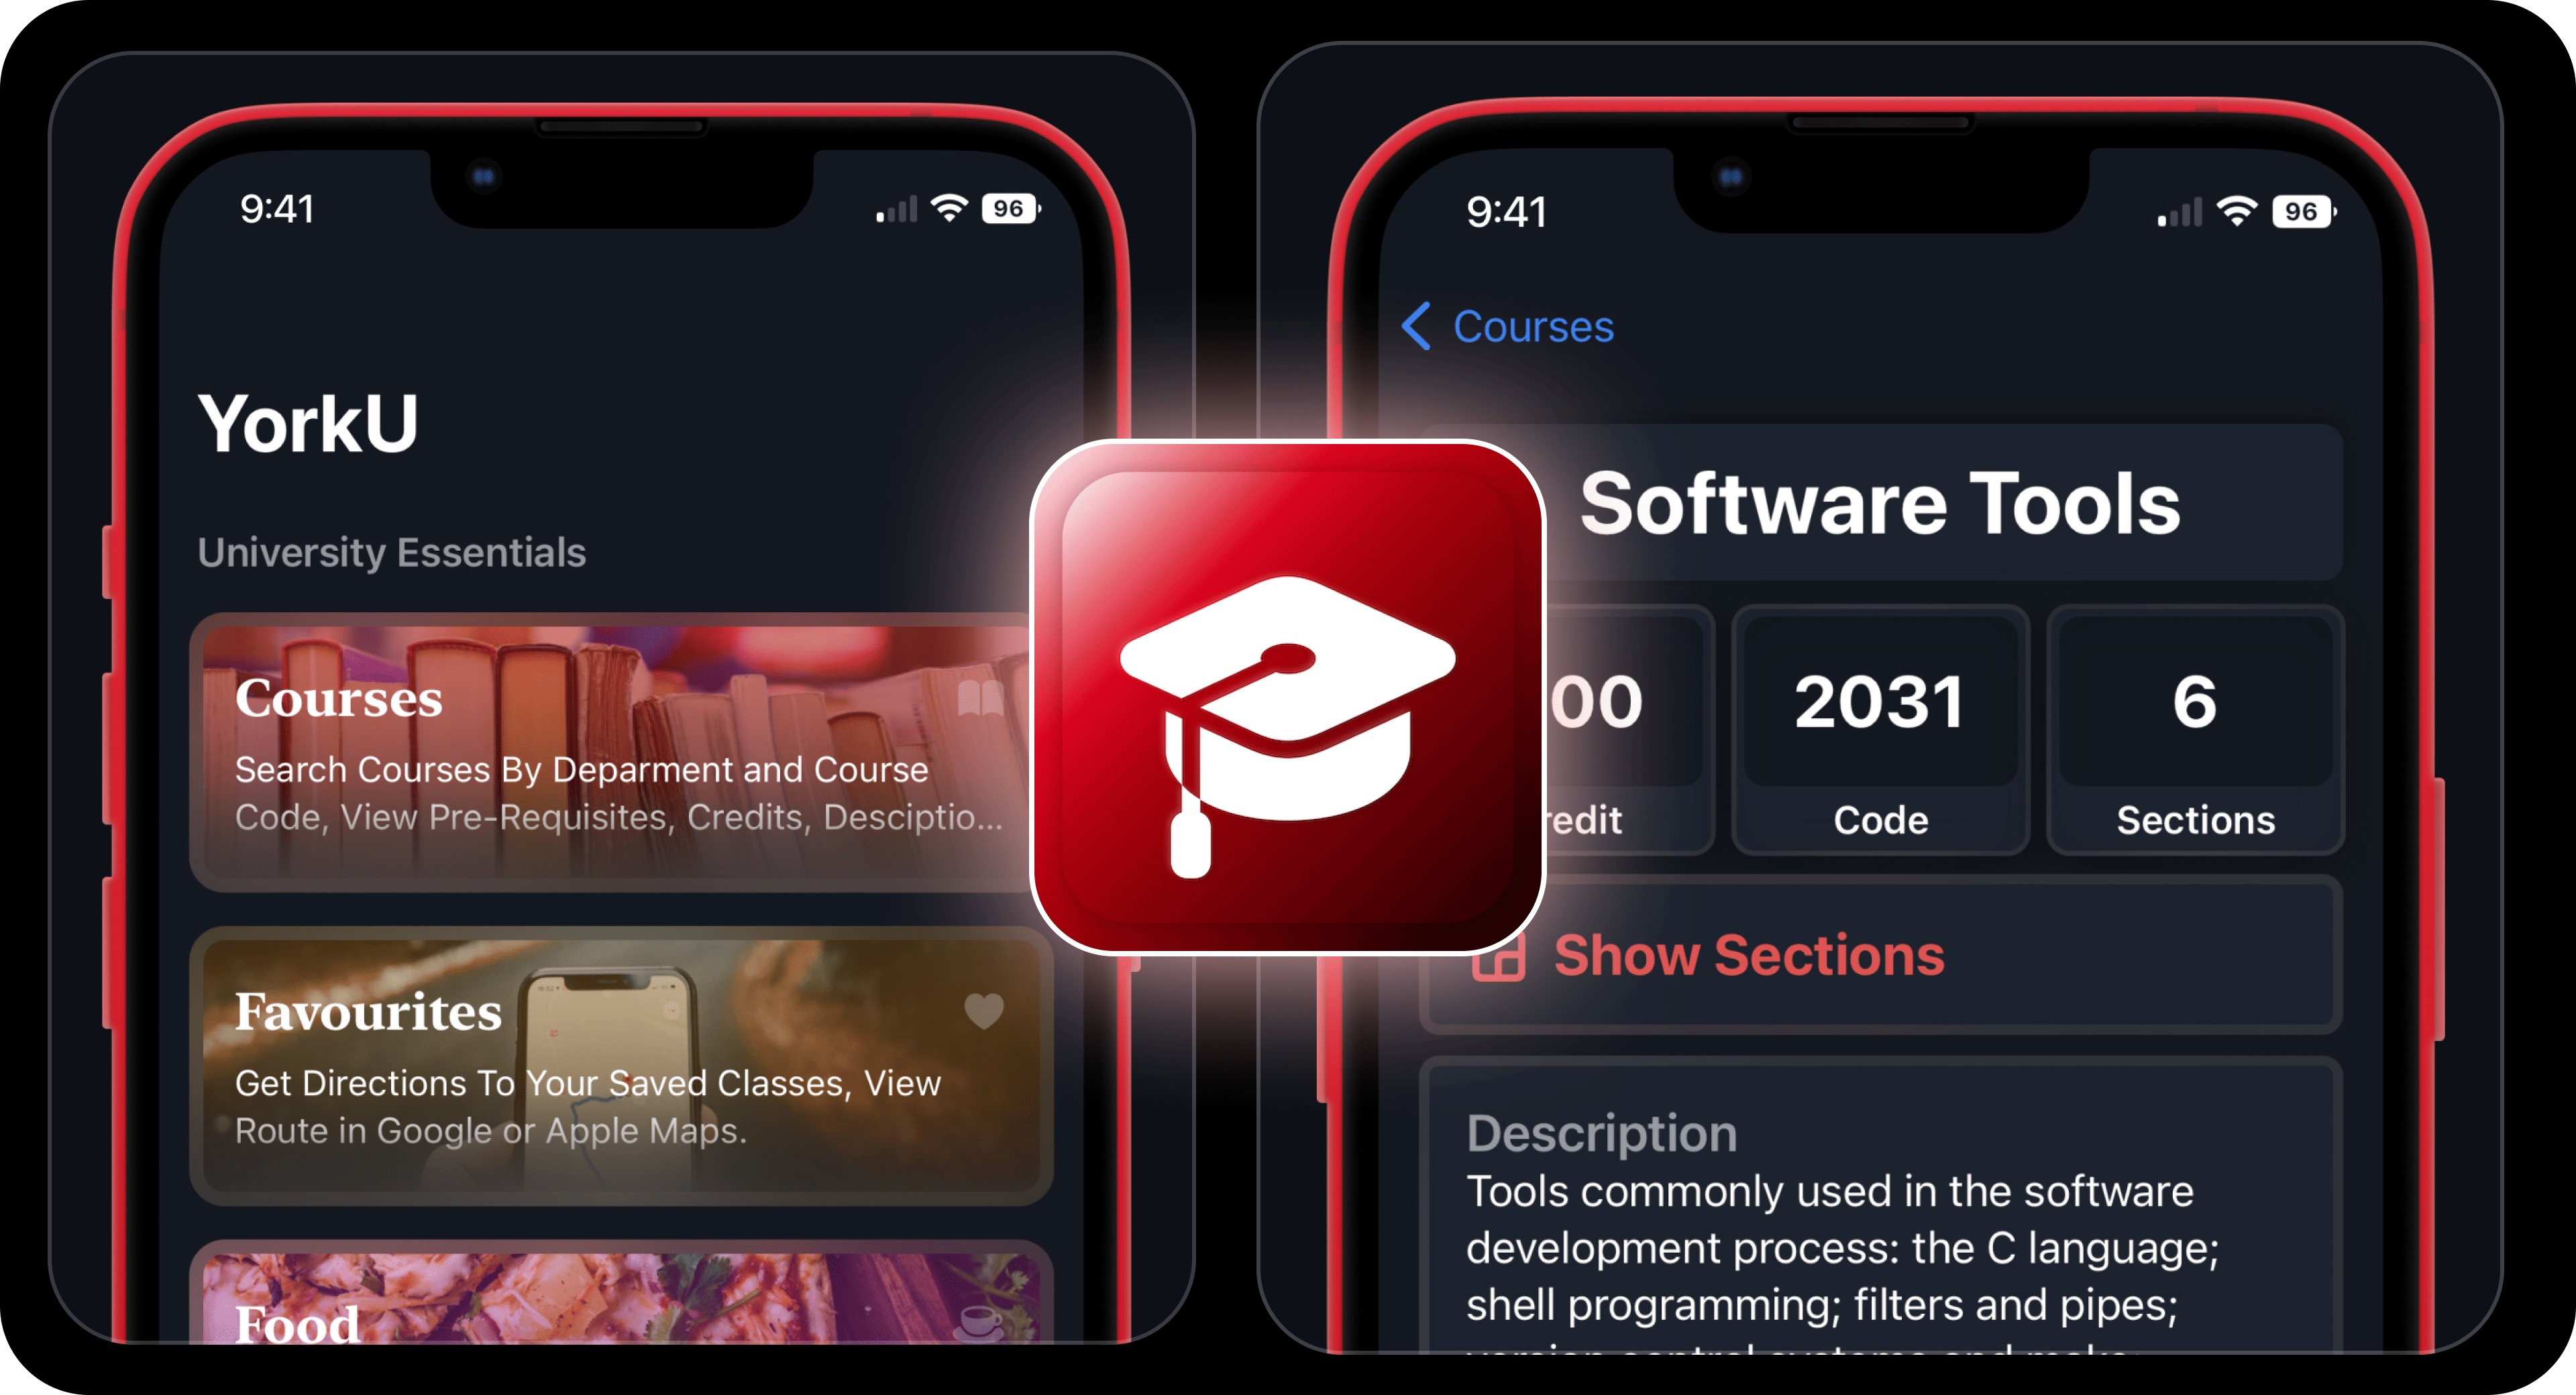 9:41
96
YorkU
University Essentials
Courses
Search Courses By Deparment and Course
Code, View Pre-Requisites, Credits, Desciptio...
Favourites
Get Directions To Your Saved Classes, View
Route in Google or Apple Maps.
Food
9:41
96
Courses
Software Tools
00
2031
6
redit
Code
Sections
Show Sections
Description
Tools commonly used in the software
development process: the C language;
shell programming; filters and pipes;